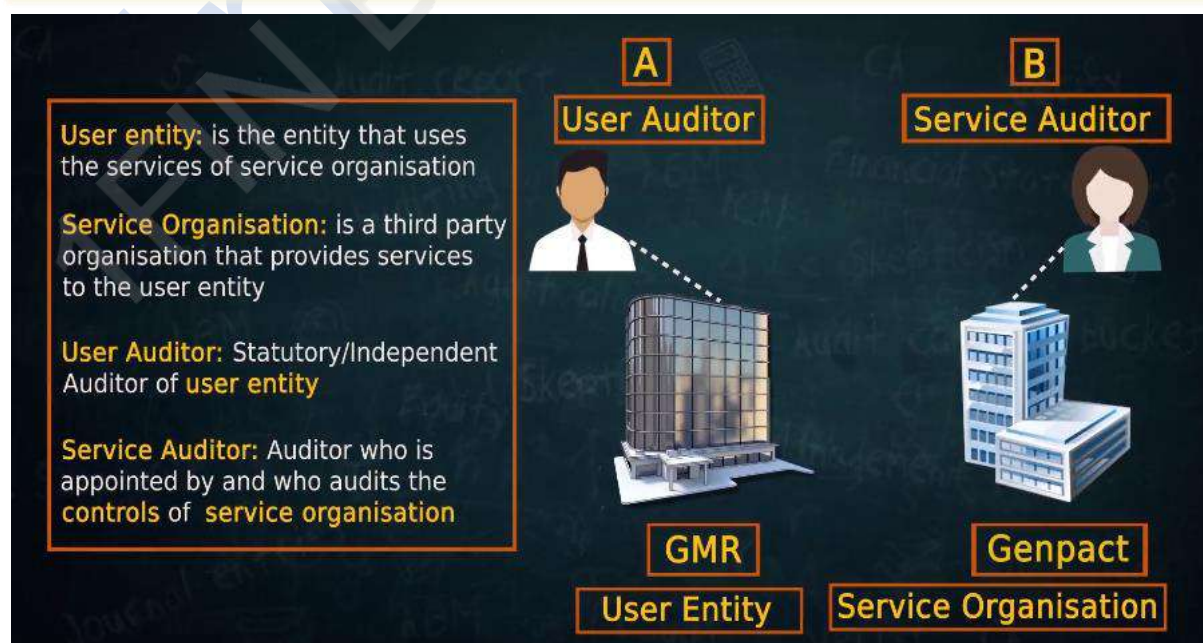 User entity: is the entity that uses
the services of service organisation
Service Organisation: is a third party
organisation that provides services
to the user entity
User Auditor: Statutory/Independent
Auditor of user entity
Service Auditor: Auditor who is
appointed by and who audits the
controls of service organisation
A
User Auditor
B
Service Auditor
GMR
User Entity
Genpact
Service Organisation